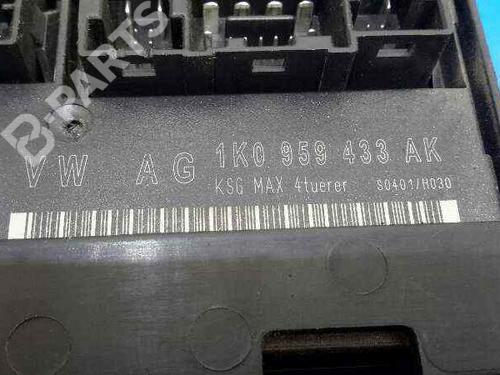 B-PARTS
VW AG 1K0 959 433 AK
KSG MAX 4tuerer S0401/H030